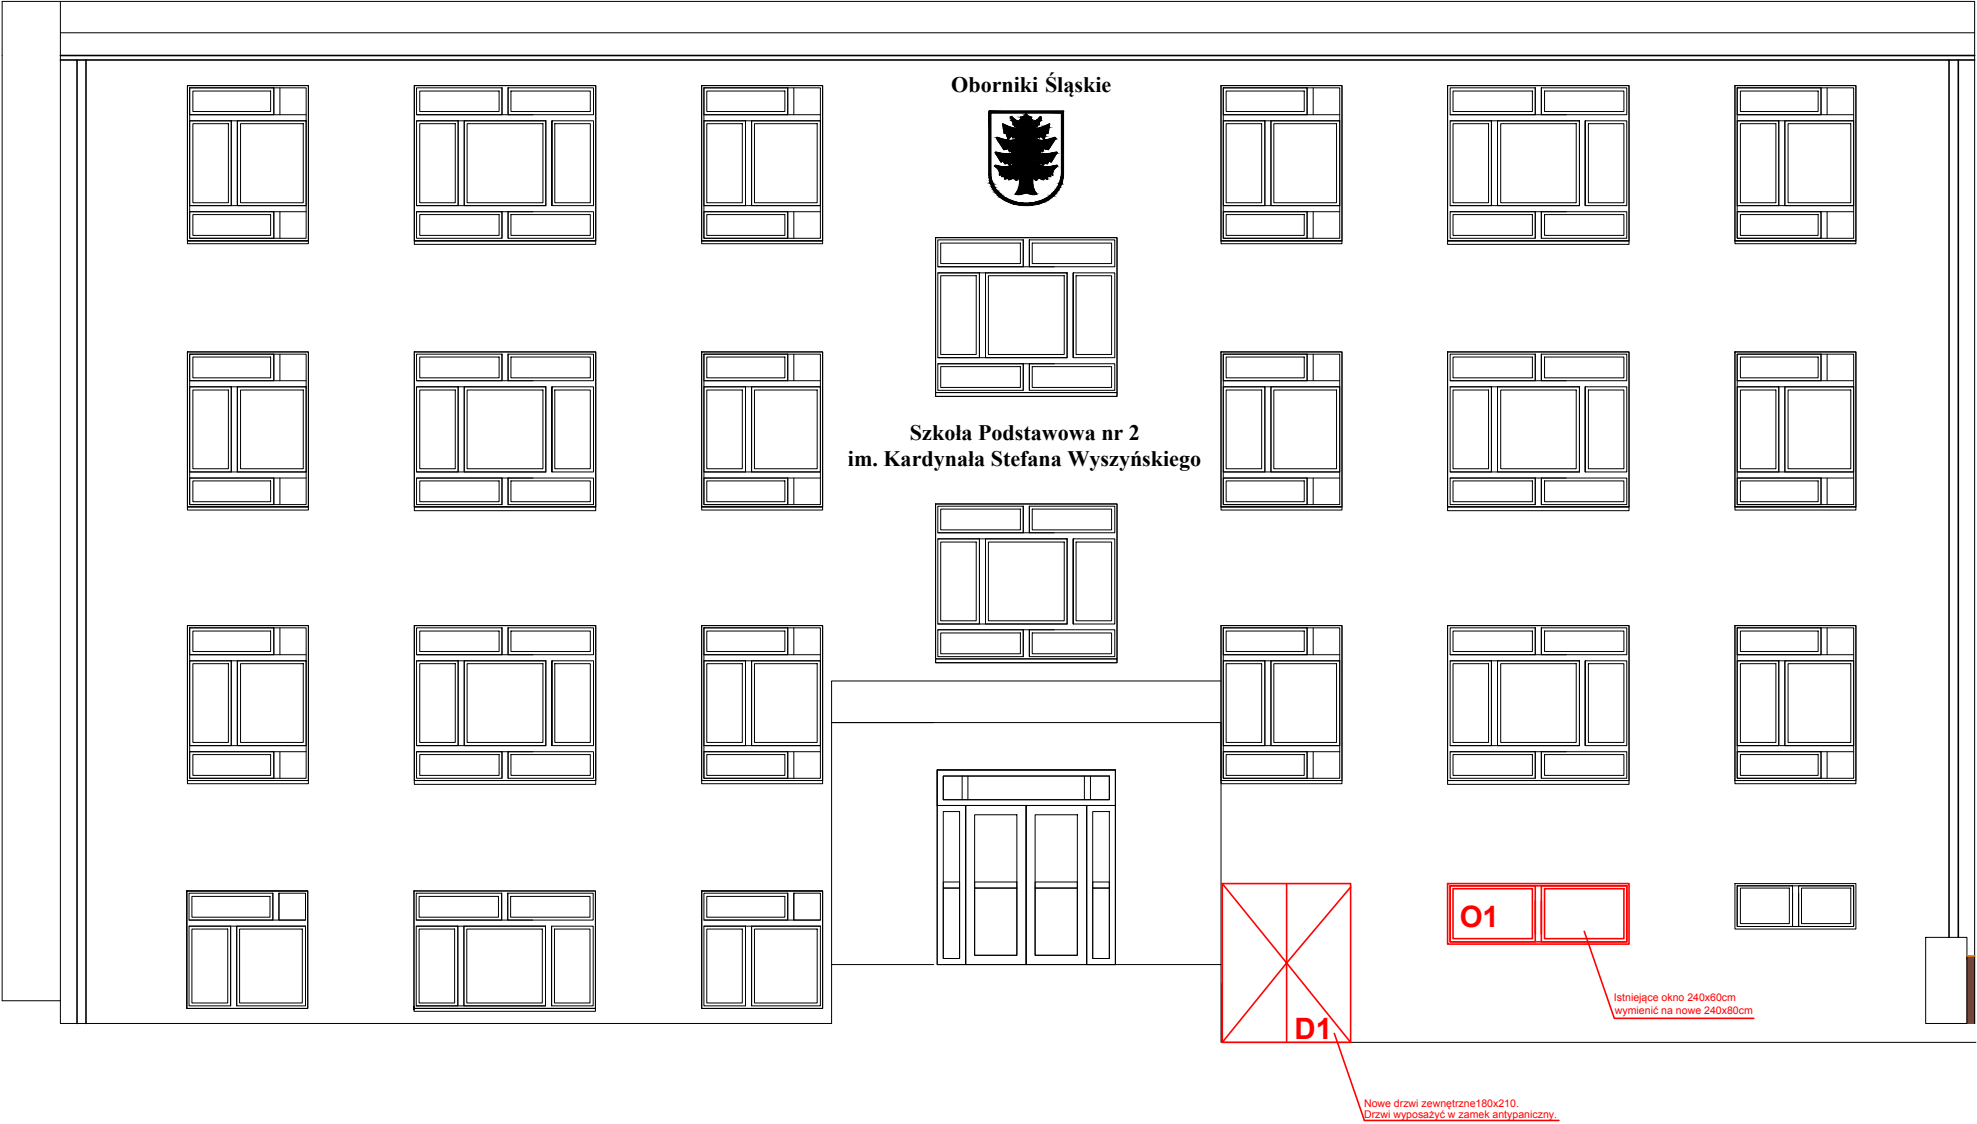 Oborniki Śląskie
Szkoła Podstawowa nr 2
im. Kardynała Stefana Wyszyńskiego
O1
Istniejące okno 240x60cm
wymienić na nowe 240x80cm
D1
Nowe drzwi zewnętrzne180x210.
Drzwi wyposażyć w zamek antypaniczny.